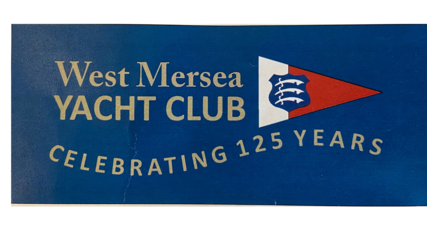 West Mersea
YACHT CLUB
CELEBRATING 125 YEARS